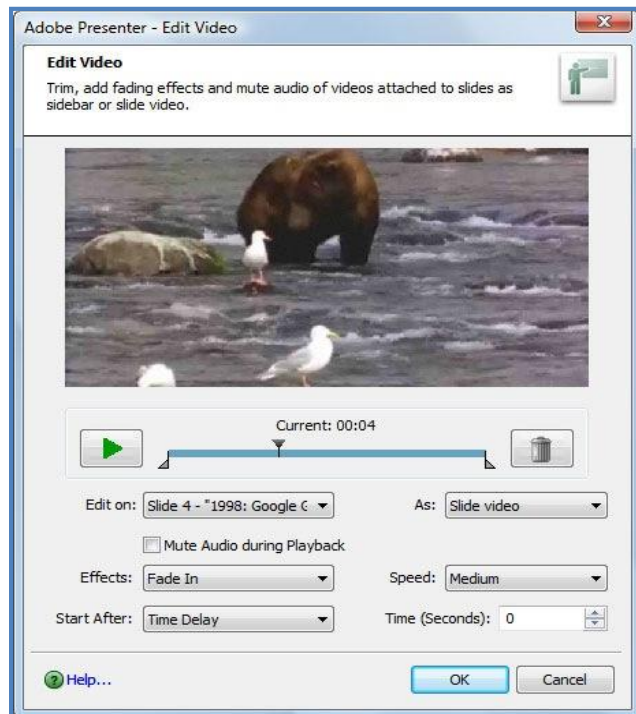 Adobe Presenter - Edit Video
Edit Video
Trim, add fading effects and mute audio of videos attached to slides as
sidebar or slide video.
Current: 00:04
Edit on: Slide 4 - "1998: Google G As: Slide video
Mute Audio during Playback
Effects: Fade In Speed: Medium
Start After: Time Delay Time (Seconds): 0
Help... OK Cancel